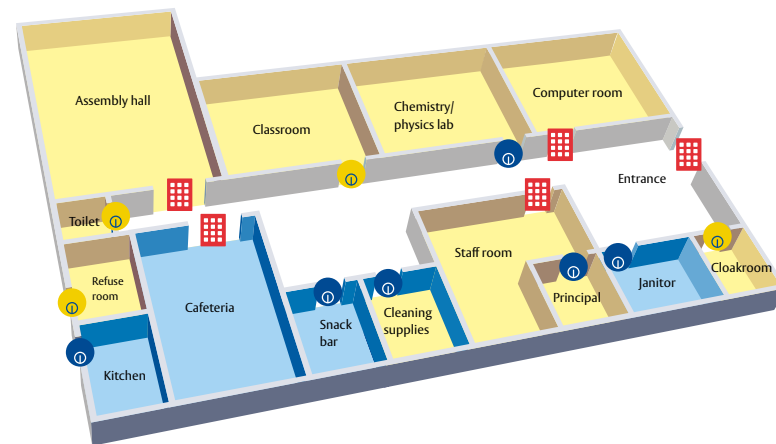 Assembly hall
Classroom
Chemistry/
physics lab
Computer room
Entrance
Toilet
Refuse
room
Cafeteria
Kitchen
Snack
bar
Cleaning
supplies
Staff room
Principal
Janitor
Cloakroom